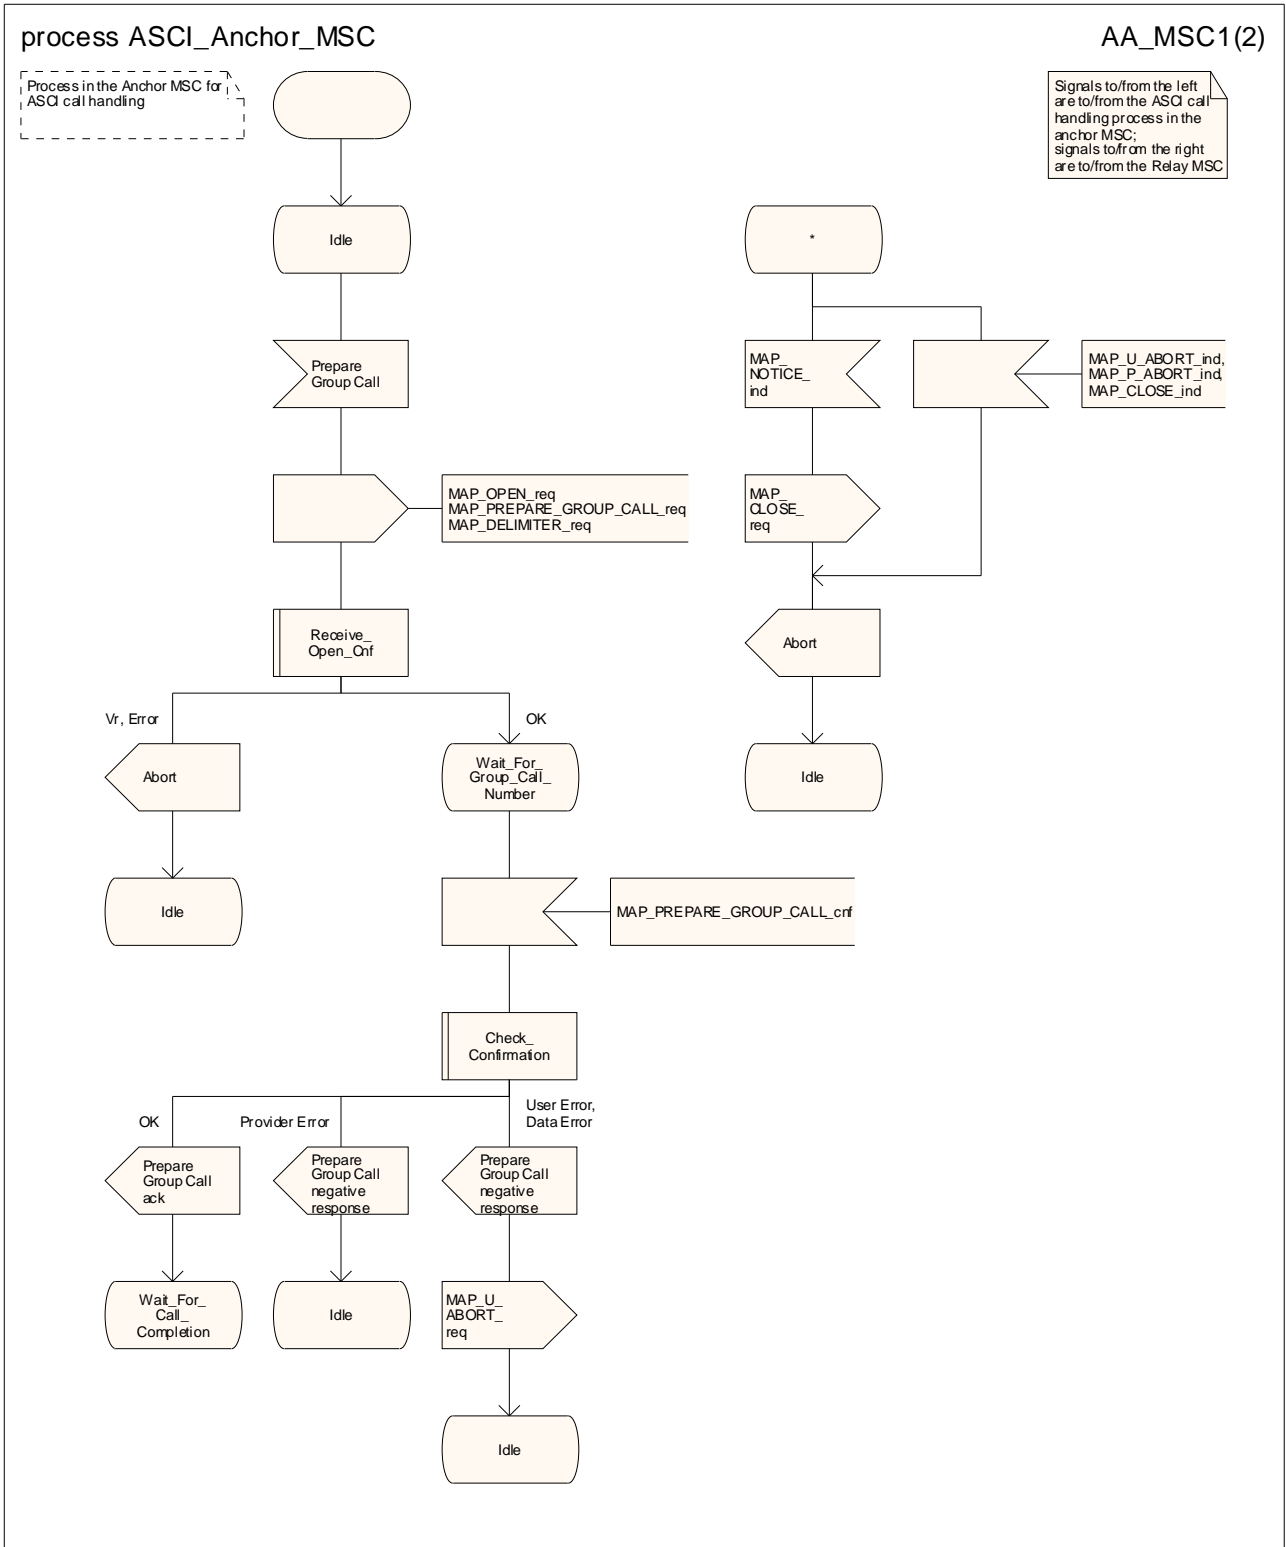 process ASCI_Anchor_MSC
AA_MSC1(2)
Process in the Anchor MSC for
ASCI call handling
Signals to/from the left
are to/from the ASCI call
handling process in the
anchor MSC;
signals to/from the right
are to/from the Relay MSC
Idle
*
Prepare
Group Call
MAP_
NOTICE_
ind
MAP_U_ABORT_ind,
MAP_P_ABORT_ind,
MAP_CLOSE_ind
MAP_OPEN_req
MAP_PREPARE_GROUP_CALL_req
MAP_DELIMITER_req
MAP_
CLOSE_
req
Receive_
Open_Cnf
Abort
Vr, Error
OK
Abort
Wait_For_
Group_Call_
Number
Idle
Idle
MAP_PREPARE_GROUP_CALL_cnf
Check_
Confirmation
OK
Provider Error
User Error,
Data Error
Prepare
Group Call
ack
Prepare
Group Call
negative
response
Prepare
Group Call
negative
response
Wait_For_
Call_
Completion
Idle
MAP_U_
ABORT_
req
Idle